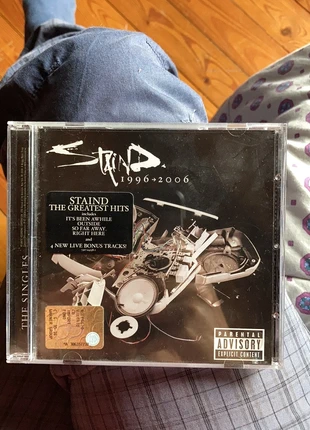 STAIND
1996-2006
STAIND
THE GREATEST HITS
includes
IT'S BEEN AWHILE
OUTSIDE
SO FAR AWAY
RIGHT HERE
and
4 NEW LIVE BONUS TRACKS!
THE SINGLES
PARENTAL
ADVISORY
EXPLICIT CONTENT